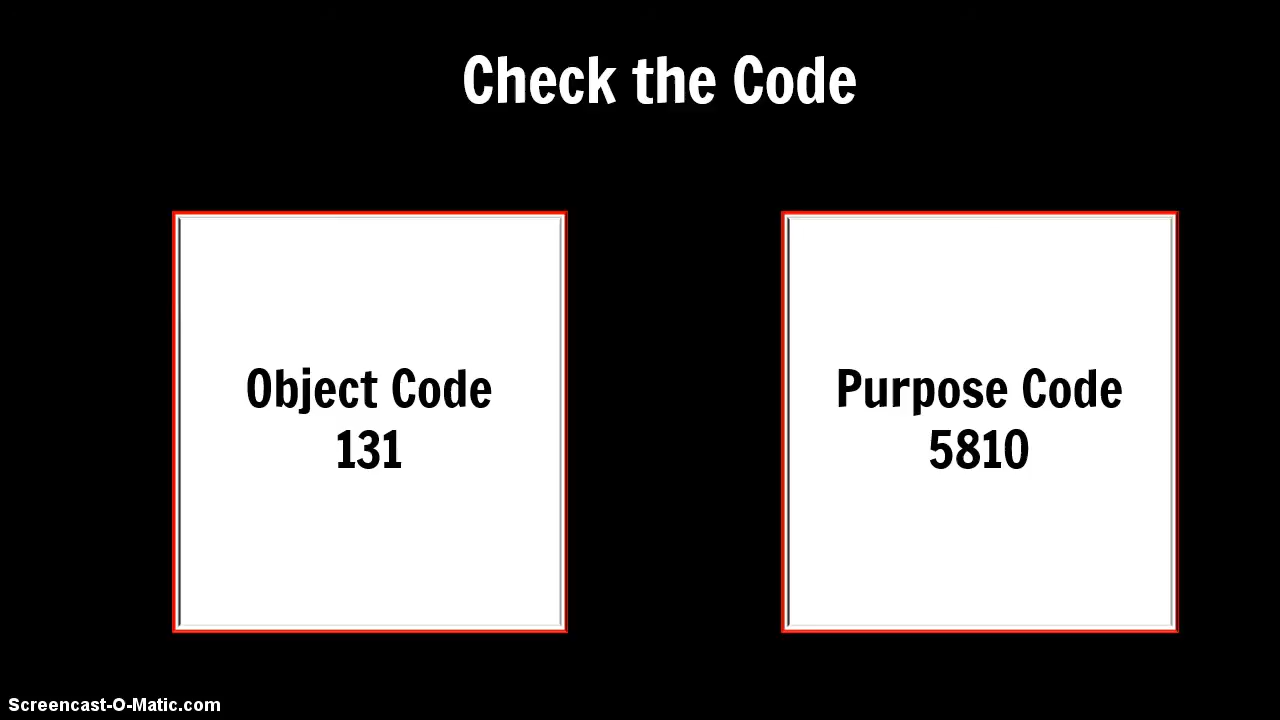 Check the Code
Object Code
131
Purpose Code
5810
Screencast-O-Matic.com